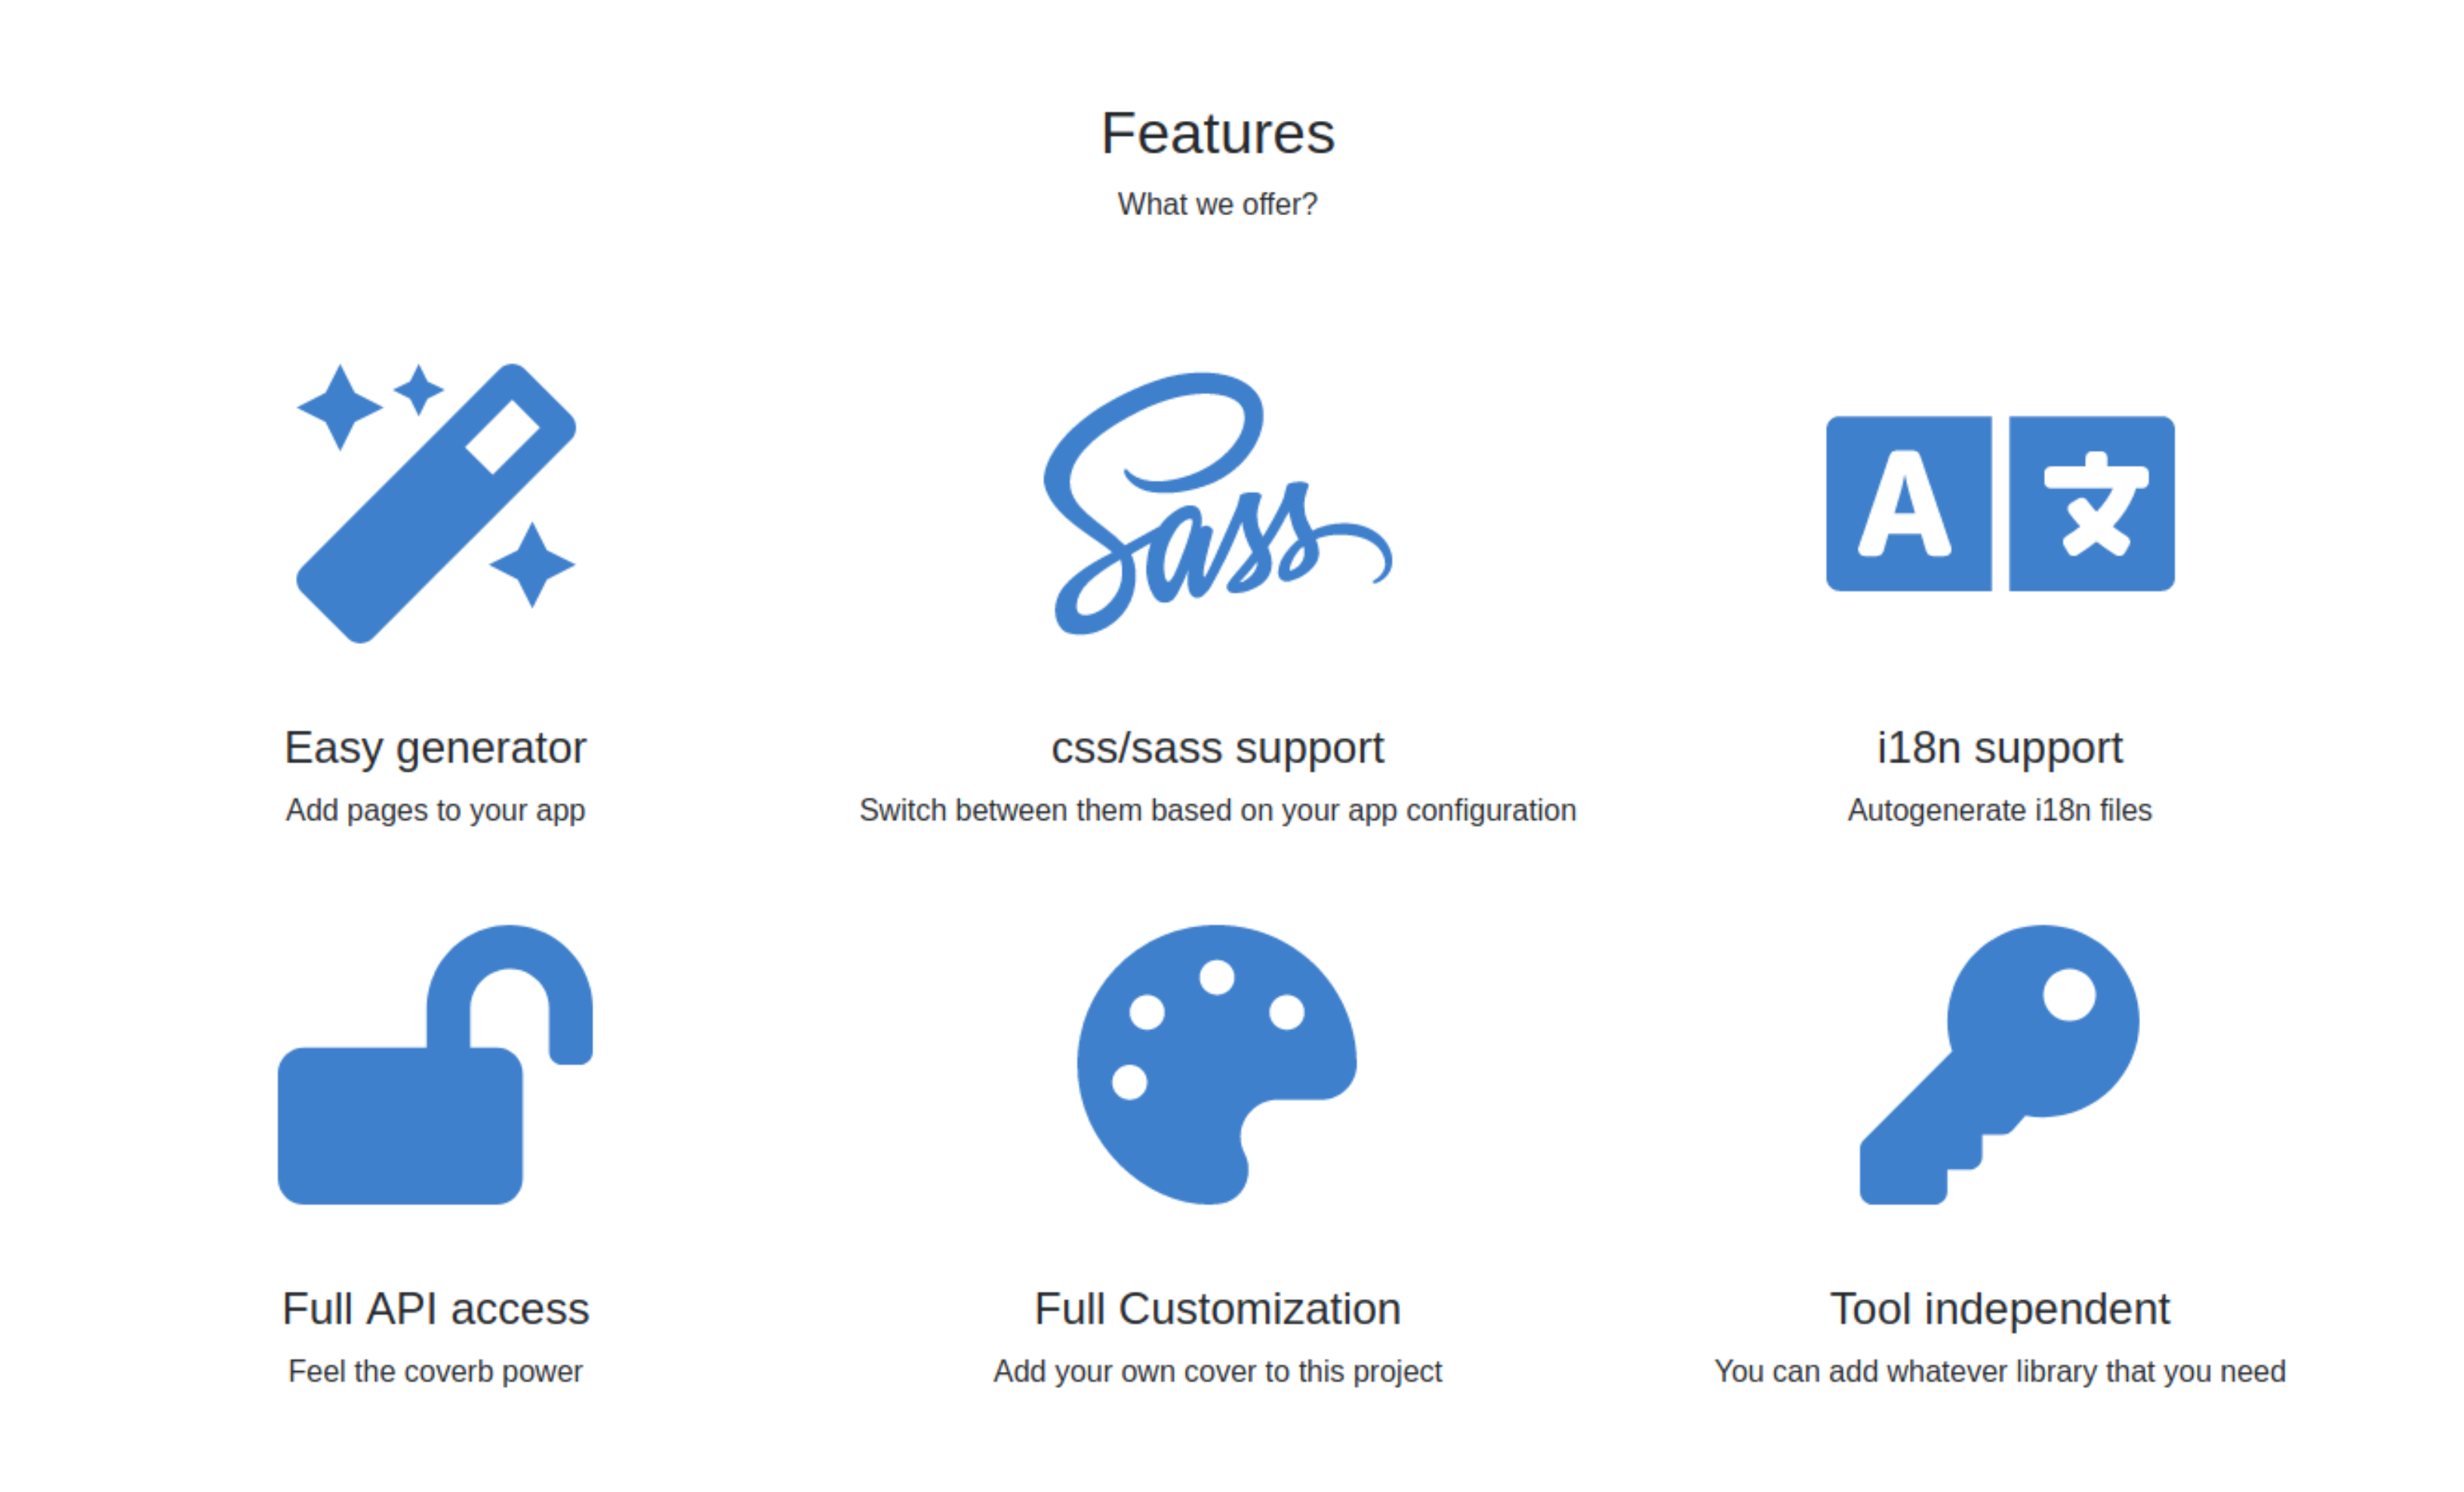 Features
What we offer?
Sass
A 文
Easy generator
css/sass support
i18n support
Add pages to your app
Switch between them based on your app configuration
Autogenerate i18n files
Full API access
Full Customization
Tool independent
Feel the coverb power
Add your own cover to this project
You can add whatever library that you need